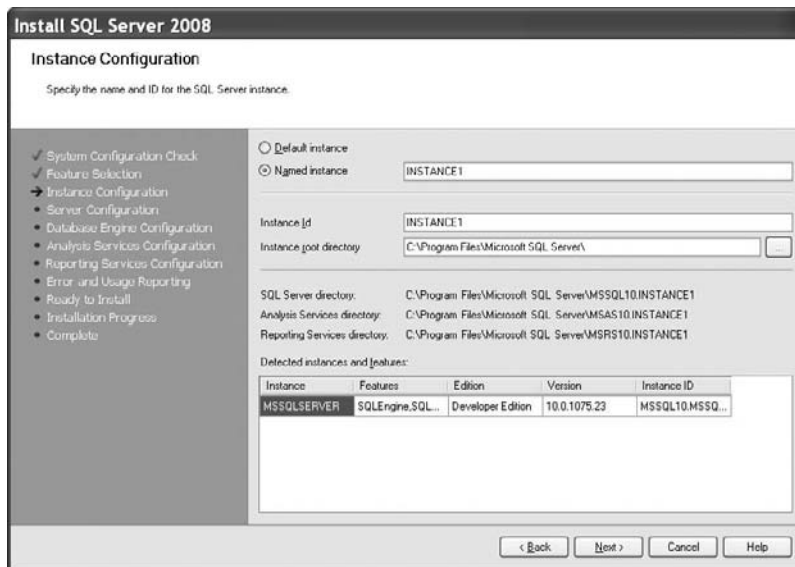 Install SQL Server 2008
Instance Configuration
Specify the name and ID for the SQL Server instance.
System Configuration Check
Feature Selection
Instance Configuration
Server Configuration
Database Engine Configuration
Analysis Services Configuration
Reporting Services Configuration
Error and Usage Reporting
Ready to Install
Installation Progress
Complete
Default instance
Named instance INSTANCE1
Instance Id INSTANCE1
Instance root directory C:\Program Files\Microsoft SQL Server\ ...
SQL Server directory: C:\Program Files\Microsoft SQL Server\MSSQL10.INSTANCE1
Analysis Services directory: C:\Program Files\Microsoft SQL Server\MSAS10.INSTANCE1
Reporting Services directory: C:\Program Files\Microsoft SQL Server\MSRS10.INSTANCE1
Detected instances and features:
Instance Features Edition Version Instance ID
MSSQLSERVER SQLEngine,SQL... Developer Edition 10.0.1075.23 MSSQL10.MSSQ...
< Back Next > Cancel Help